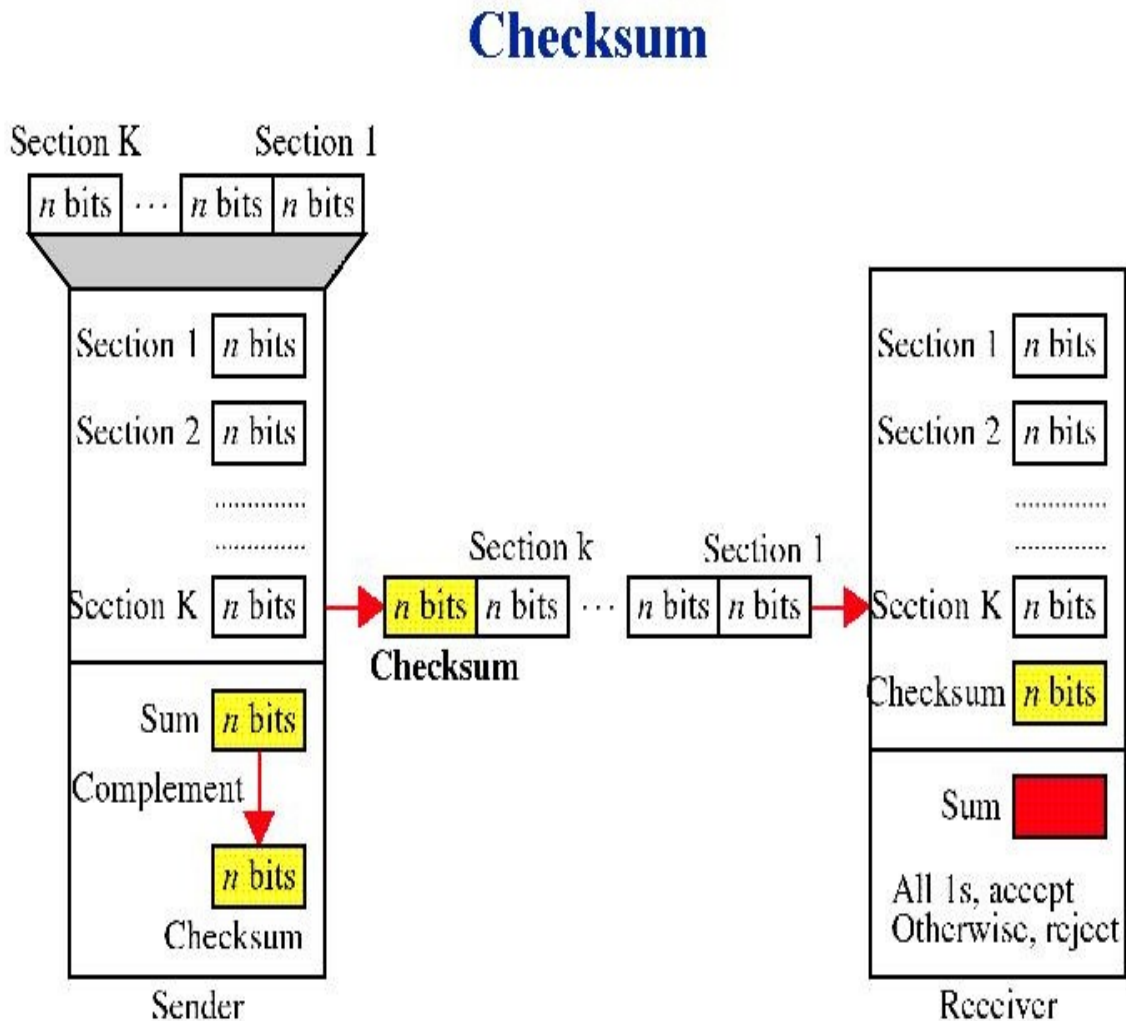 Checksum
Section K Section 1
n bits ... n bits n bits
Section 1 n bits
Section 2 n bits
Section K n bits
Sum n bits
Complement
n bits
Checksum
Sender
Section k Section 1
n bits n bits ... n bits n bits
Checksum
Section 1 n bits
Section 2 n bits
Section K n bits
Checksum n bits
Sum
All 1s, accept
Otherwise, reject
Receiver